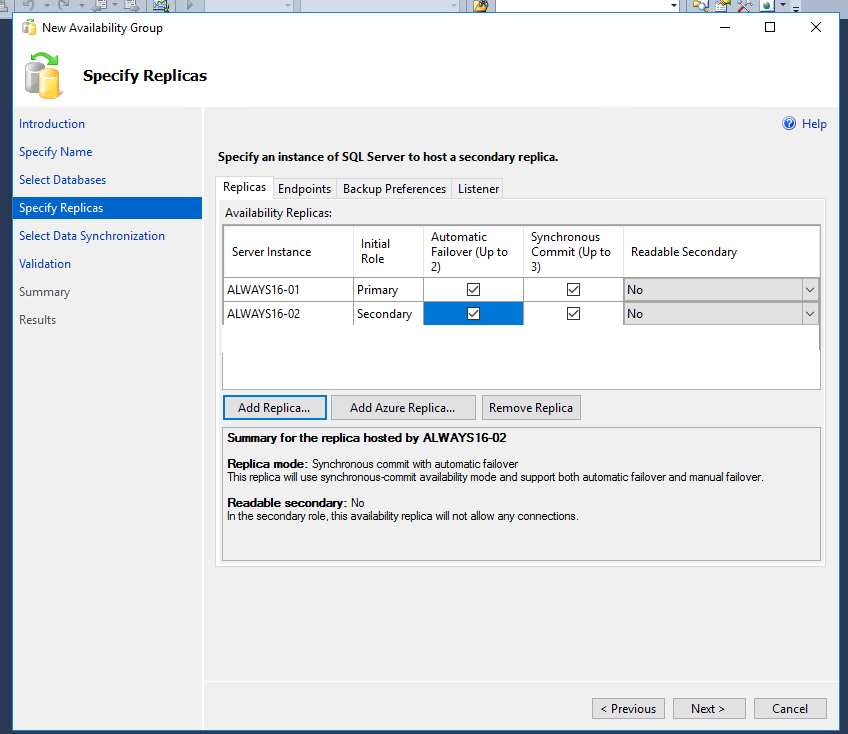 New Availability Group
Specify Replicas
Introduction
Specify Name
Select Databases
Specify Replicas
Select Data Synchronization
Validation
Summary
Results
Help
Specify an instance of SQL Server to host a secondary replica.
Replicas Endpoints Backup Preferences Listener
Availability Replicas:
Server Instance
Initial
Role
Automatic
Failover (Up to
2)
Synchronous
Commit (Up to
3)
Readable Secondary
ALWAYS16-01 Primary No
ALWAYS16-02 Secondary No
Add Replica... Add Azure Replica... Remove Replica
Summary for the replica hosted by ALWAYS16-02
Replica mode: Synchronous commit with automatic failover
This replica will use synchronous-commit availability mode and support both automatic failover and manual failover.
Readable secondary: No
In the secondary role, this availability replica will not allow any connections.
< Previous Next > Cancel